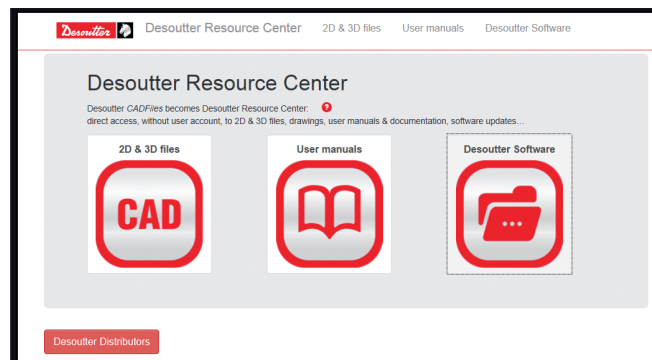 Desoutter Desoutter Resource Center 2D & 3D files User manuals Desoutter Software
Desoutter Resource Center
Desoutter CADFiles becomes Desoutter Resource Center: ?
direct access, without user account, to 2D & 3D files, drawings, user manuals & documentation, software updates...
2D & 3D files User manuals Desoutter Software
CAD
Desoutter Distributors